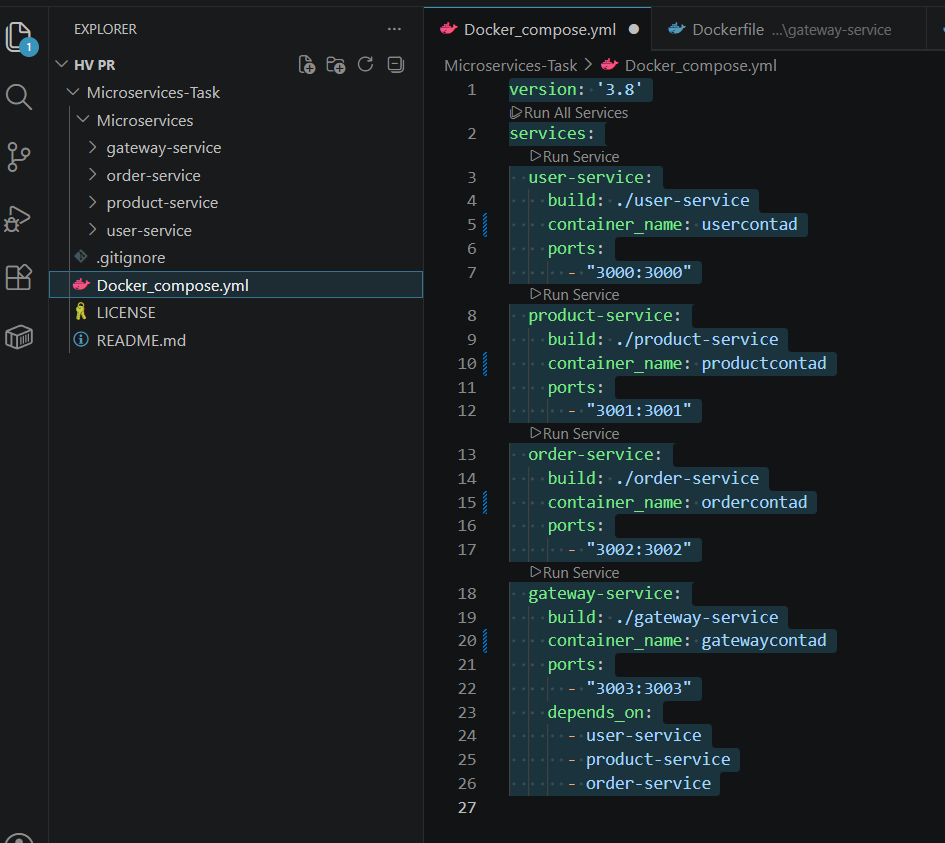 1
EXPLORER
...
HV PR
Microservices-Task
Microservices
gateway-service
order-service
product-service
user-service
.gitignore
Docker_compose.yml
LICENSE
README.md
Docker_compose.yml
Dockerfile ...\gateway-service
Microservices-Task > Docker_compose.yml
1 version: '3.8'
Run All Services
2 services:
Run Service
3 user-service:
4 build: ./user-service
5 container_name: usercontad
6 ports:
7 - "3000:3000"
Run Service
8 product-service:
9 build: ./product-service
10 container_name: productcontad
11 ports:
12 - "3001:3001"
Run Service
13 order-service:
14 build: ./order-service
15 container_name: ordercontad
16 ports:
17 - "3002:3002"
Run Service
18 gateway-service:
19 build: ./gateway-service
20 container_name: gatewaycontad
21 ports:
22 - "3003:3003"
23 depends_on:
24 - user-service
25 - product-service
26 - order-service
27